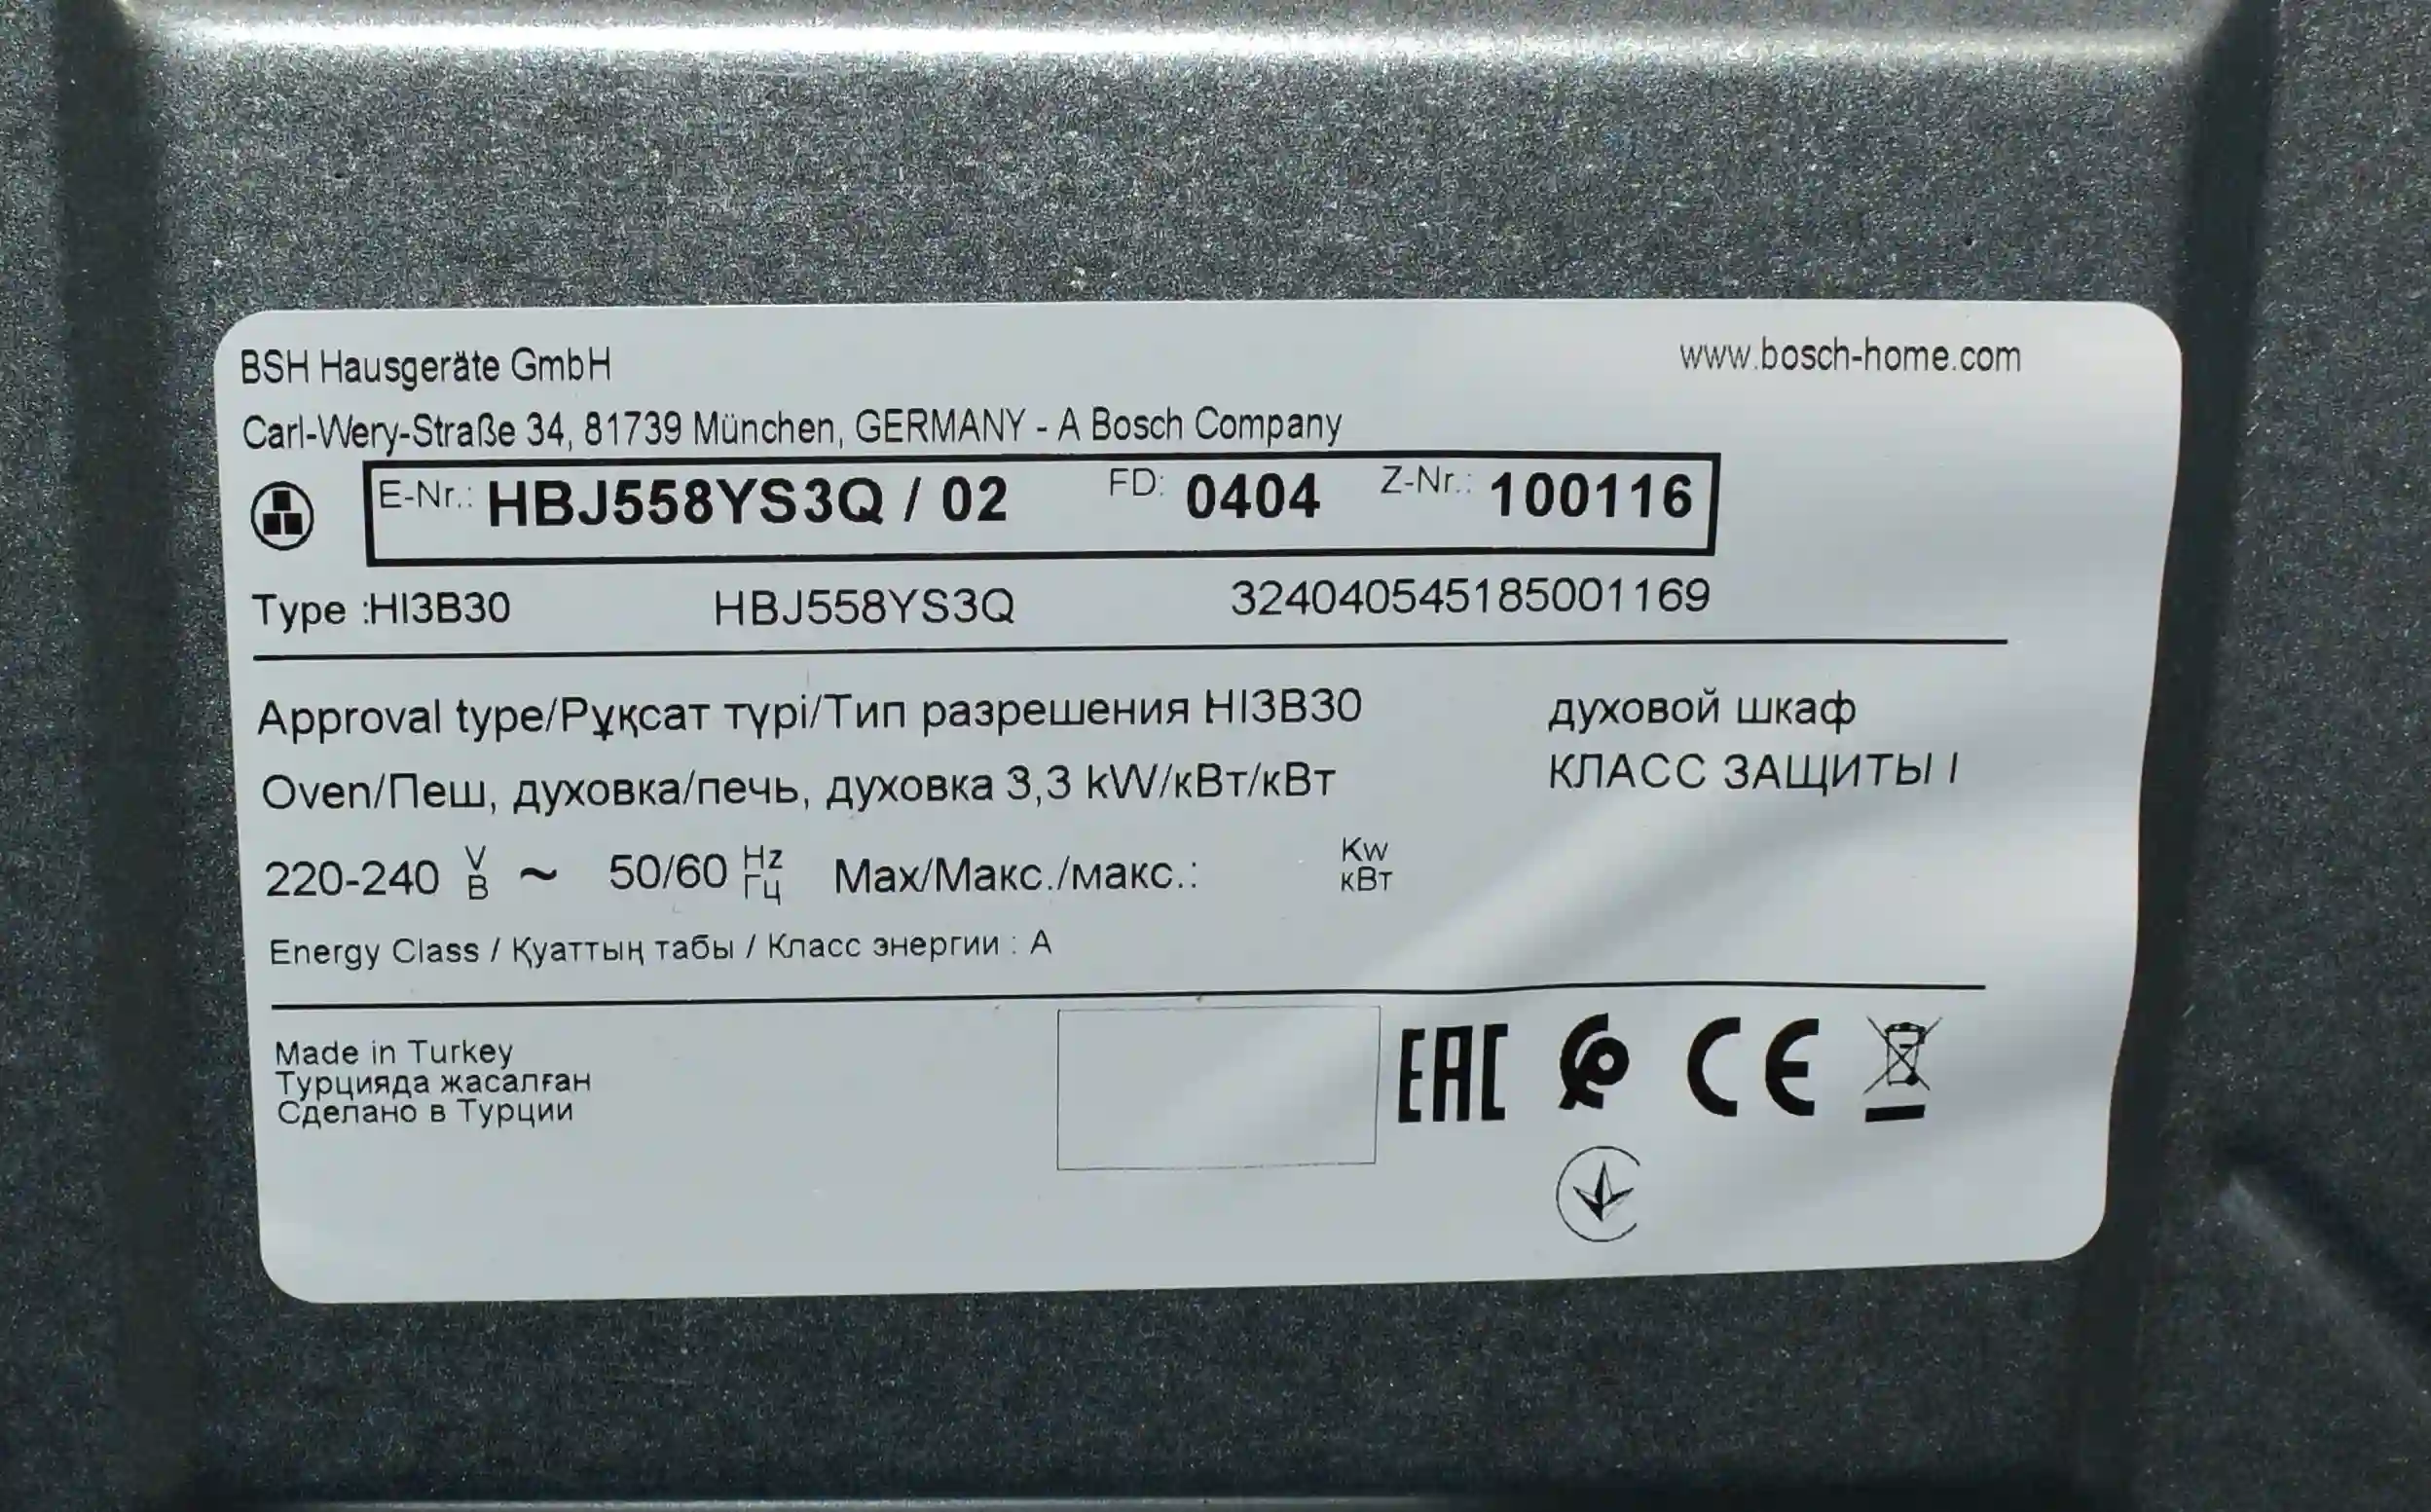 BSH Hausgeräte GmbH www.bosch-home.com
Carl-Wery-Straße 34, 81739 München, GERMANY - A Bosch Company
E-Nr.: HBJ558YS3Q / 02 FD: 0404 Z-Nr.: 100116
Type :HI3B30 HBJ558YS3Q 324040545185001169
Approval type/Рұқсат түрі/Тип разрешения HI3B30 духовой шкаф
Oven/Пеш, духовка/печь, духовка 3,3 kW/кВт/кВт КЛАСС ЗАЩИТЫ I
220-240 V В ~ 50/60 Hz Гц Max/Макс./макс.: Kw кВт
Energy Class / Қуаттың табы / Класс энергии : A
Made in Turkey
Турцияда жасалған
Сделано в Турции
EAC CE